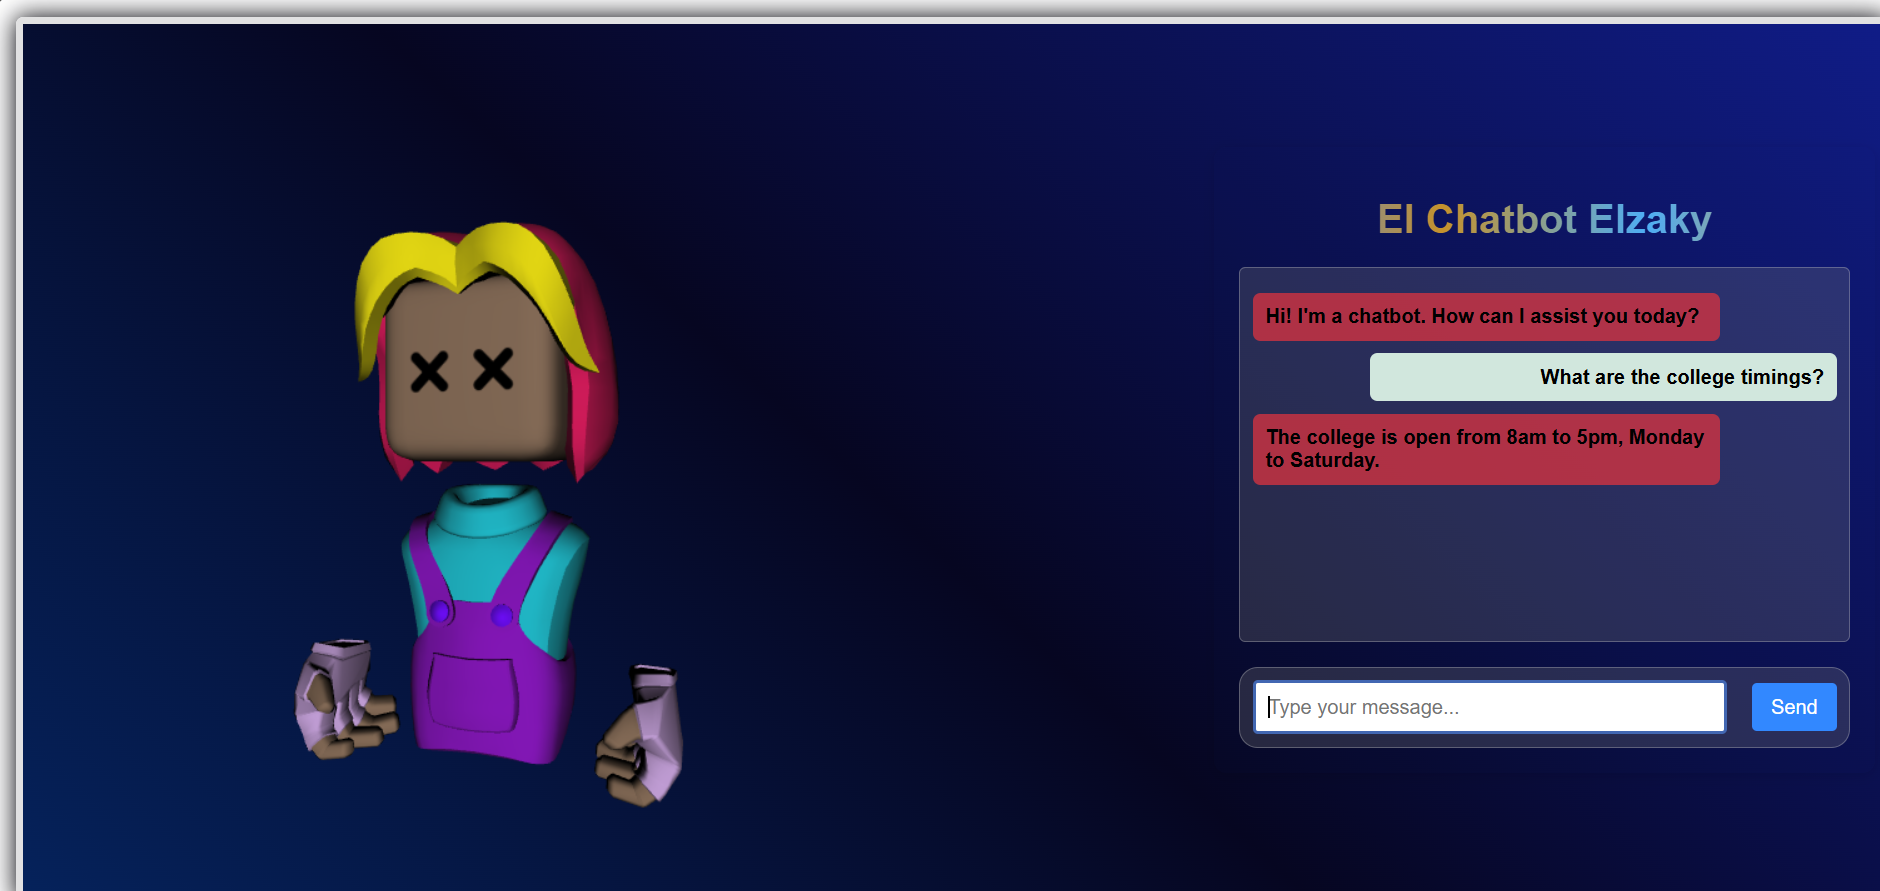 El Chatbot Elzaky
Hi! I'm a chatbot. How can I assist you today?
What are the college timings?
The college is open from 8am to 5pm, Monday
to Saturday.
Type your message...
Send